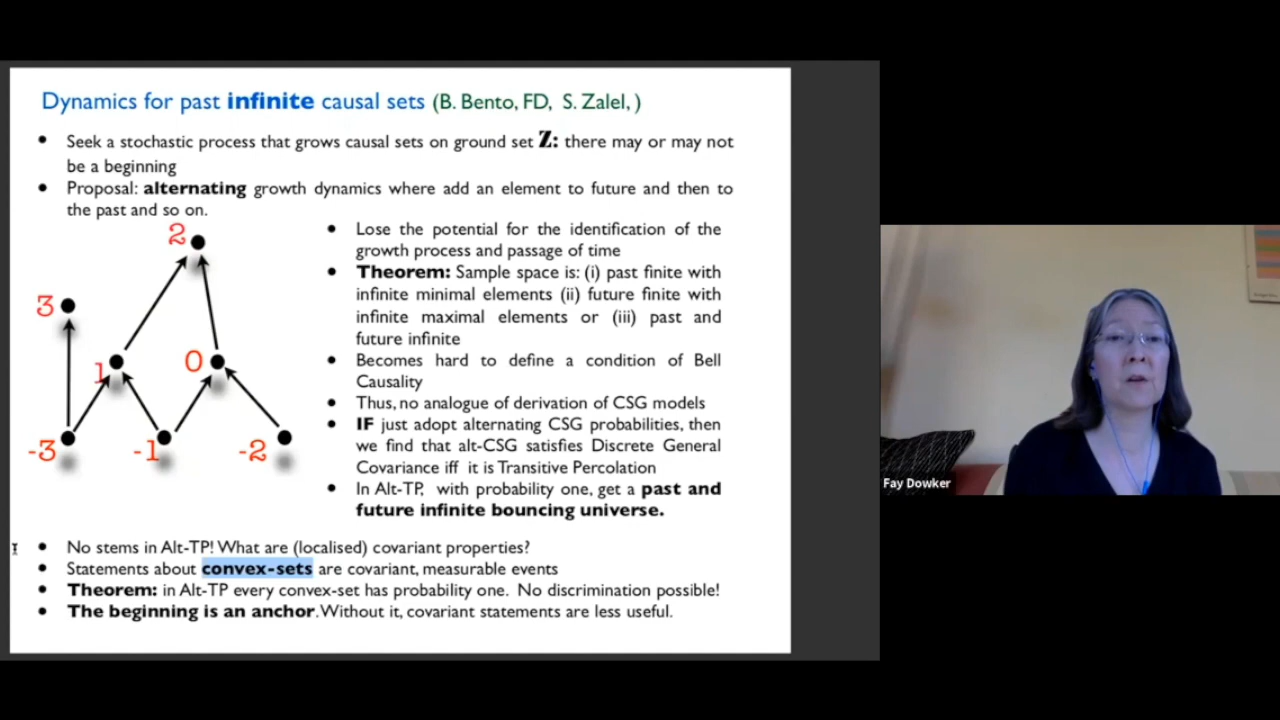 Dynamics for past infinite causal sets (B. Bento, FD, S. Zalel, )
• Seek a stochastic process that grows causal sets on ground set Z: there may or may not
be a beginning
• Proposal: alternating growth dynamics where add an element to future and then to
the past and so on.
2
3
1
0
-3
-1
-2
• Lose the potential for the identification of the
growth process and passage of time
• Theorem: Sample space is: (i) past finite with
infinite minimal elements (ii) future finite with
infinite maximal elements or (iii) past and
future infinite
• Becomes hard to define a condition of Bell
Causality
• Thus, no analogue of derivation of CSG models
• IF just adopt alternating CSG probabilities, then
we find that alt-CSG satisfies Discrete General
Covariance iff it is Transitive Percolation
• In Alt-TP, with probability one, get a past and
future infinite bouncing universe.
• No stems in Alt-TP! What are (localised) covariant properties?
• Statements about convex-sets are covariant, measurable events
• Theorem: in Alt-TP every convex-set has probability one. No discrimination possible!
• The beginning is an anchor. Without it, covariant statements are less useful.
Fay Dowker